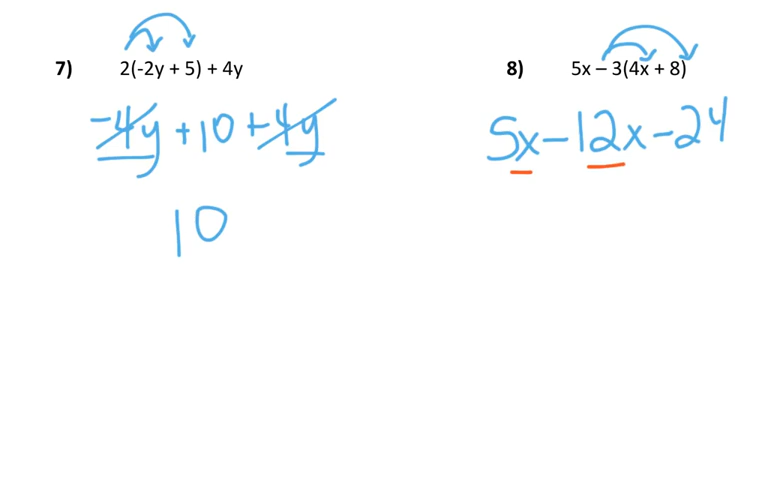 7) 2(-2y + 5) + 4y
-4y + 10 + 4y
10
8) 5x – 3(4x + 8)
5x - 12x - 24